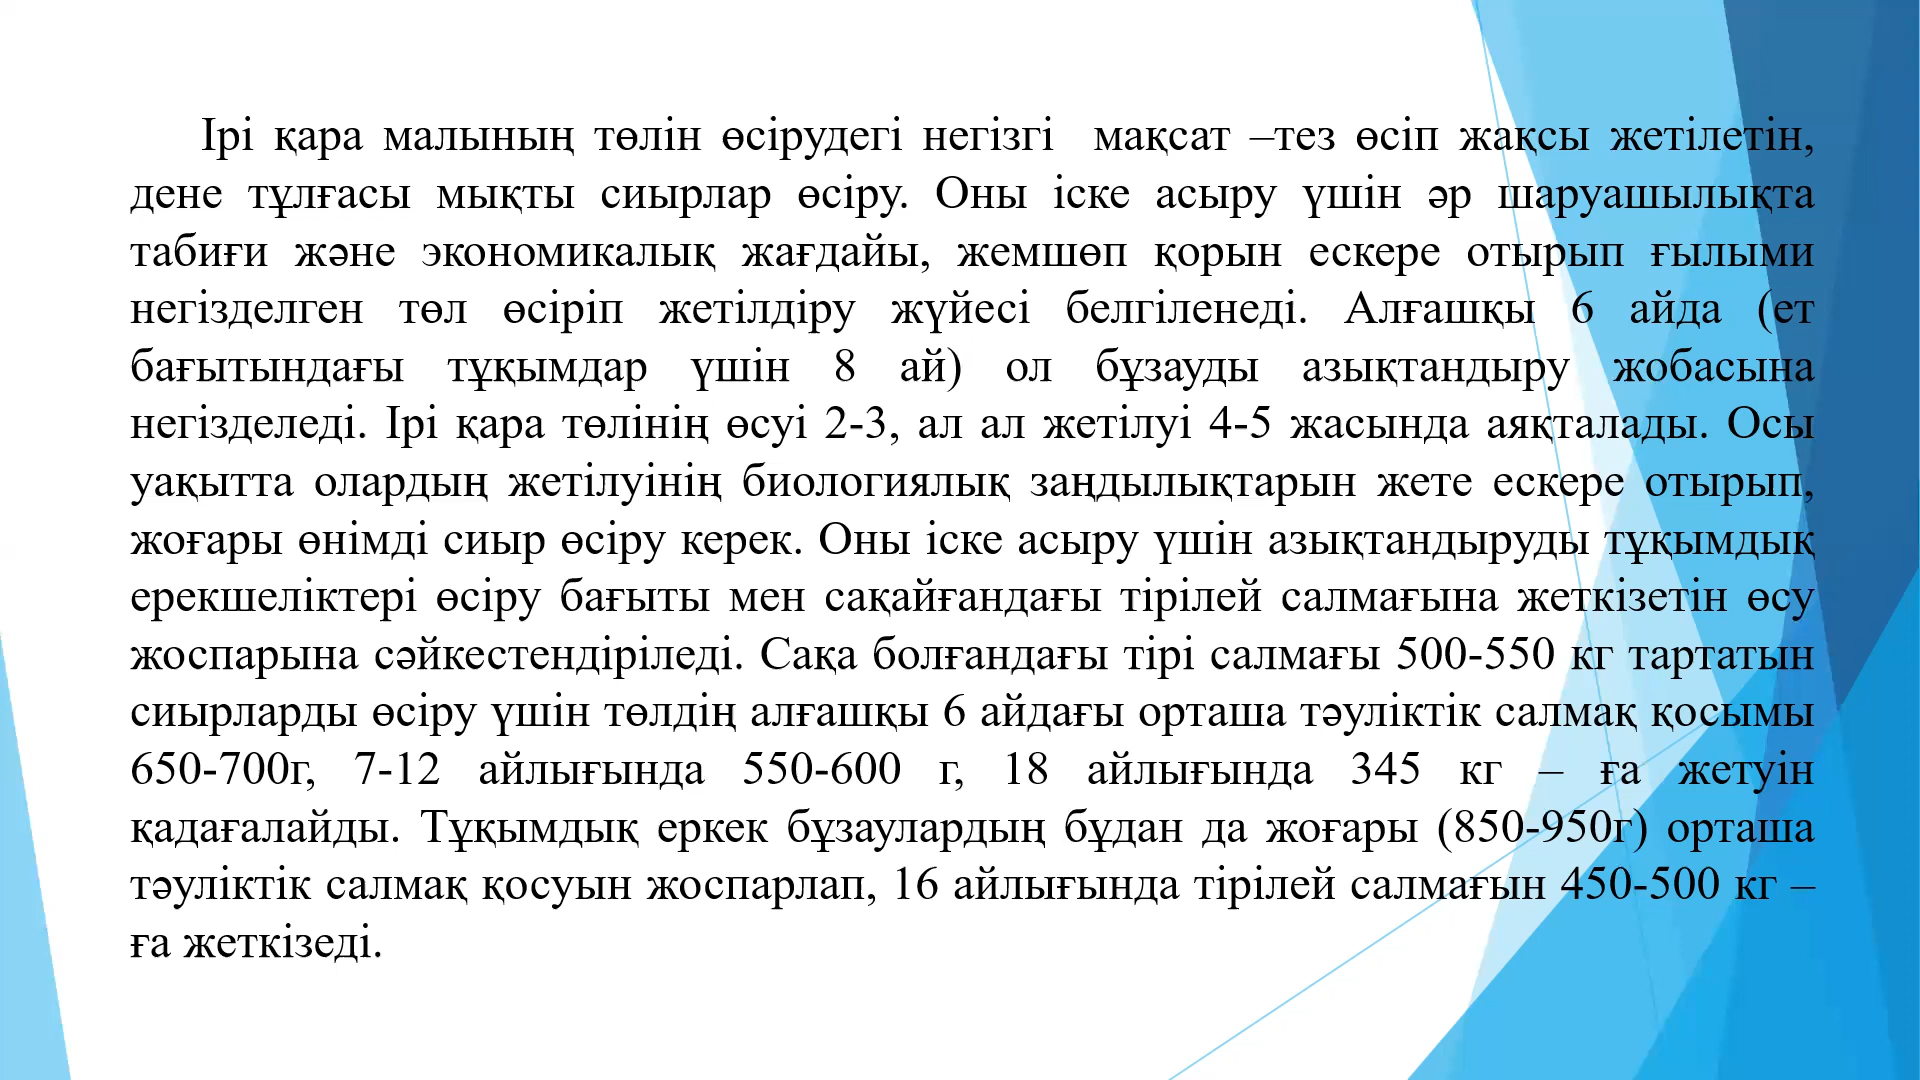 Ірі қара малының төлін өсірудегі негізгі  мақсат –тез өсіп жақсы жетілетін,
дене тұлғасы мықты сиырлар өсіру. Оны іске асыру үшін әр шаруашылықта
табиғи және экономикалық жағдайы, жемшөп қорын ескере отырып ғылыми
негізделген төл өсіріп жетілдіру жүйесі белгіленеді. Алғашқы 6 айда (ет
бағытындағы тұқымдар үшін 8 ай) ол бұзауды азықтандыру жобасына
негізделеді. Ірі қара төлінің өсуі 2-3, ал ал жетілуі 4-5 жасында аяқталады. Осы
уақытта олардың жетілуінің биологиялық заңдылықтарын жете ескере отырып,
жоғары өнімді сиыр өсіру керек. Оны іске асыру үшін азықтандыруды тұқымдық
ерекшеліктері өсіру бағыты мен сақайғандағы тірілей салмағына жеткізетін өсу
жоспарына сәйкестендіріледі. Сақа болғандағы тірі салмағы 500-550 кг тартатын
сиырларды өсіру үшін төлдің алғашқы 6 айдағы орташа тәуліктік салмақ қосымы
650-700г, 7-12 айлығында 550-600 г, 18 айлығында 345 кг – ға жетуін
қадағалайды. Тұқымдық еркек бұзаулардың бұдан да жоғары (850-950г) орташа
тәуліктік салмақ қосуын жоспарлап, 16 айлығында тірілей салмағын 450-500 кг –
ға жеткізеді.